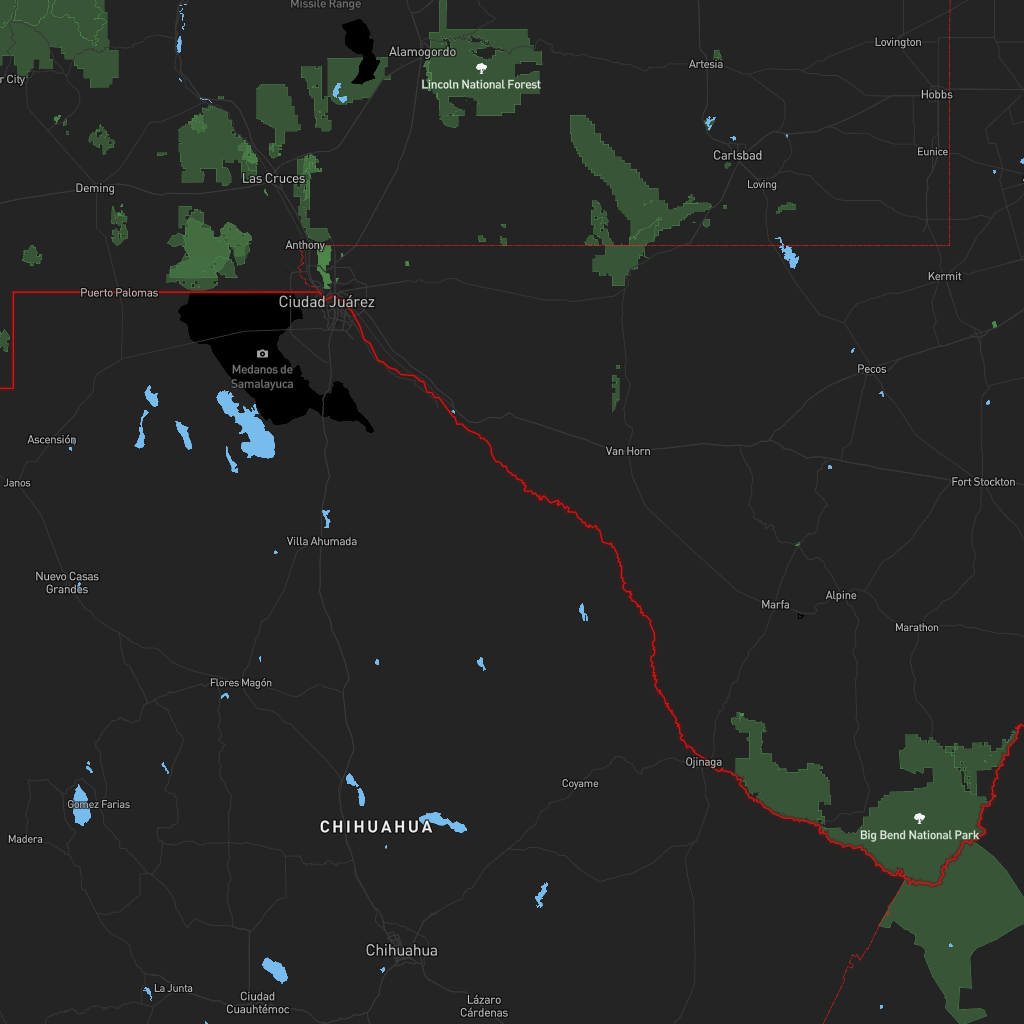 Missile Range
Alamogordo
Lovington
Artesia
r City
Lincoln National Forest
Hobbs
Carlsbad
Eunice
Las Cruces
Loving
Deming
Anthony
Kermit
Puerto Palomas
Ciudad Juárez
Medanos de
Samalayuca
Pecos
Ascensión
Van Horn
Janos
Fort Stockton
Villa Ahumada
Nuevo Casas
Grandes
Marfa
Alpine
Marathon
Flores Magón
Ojinaga
Coyame
Gomez Farias
CHIHUAHUA
Madera
Big Bend National Park
Chihuahua
La Junta
Ciudad
Cuauhtémoc
Lázaro
Cárdenas